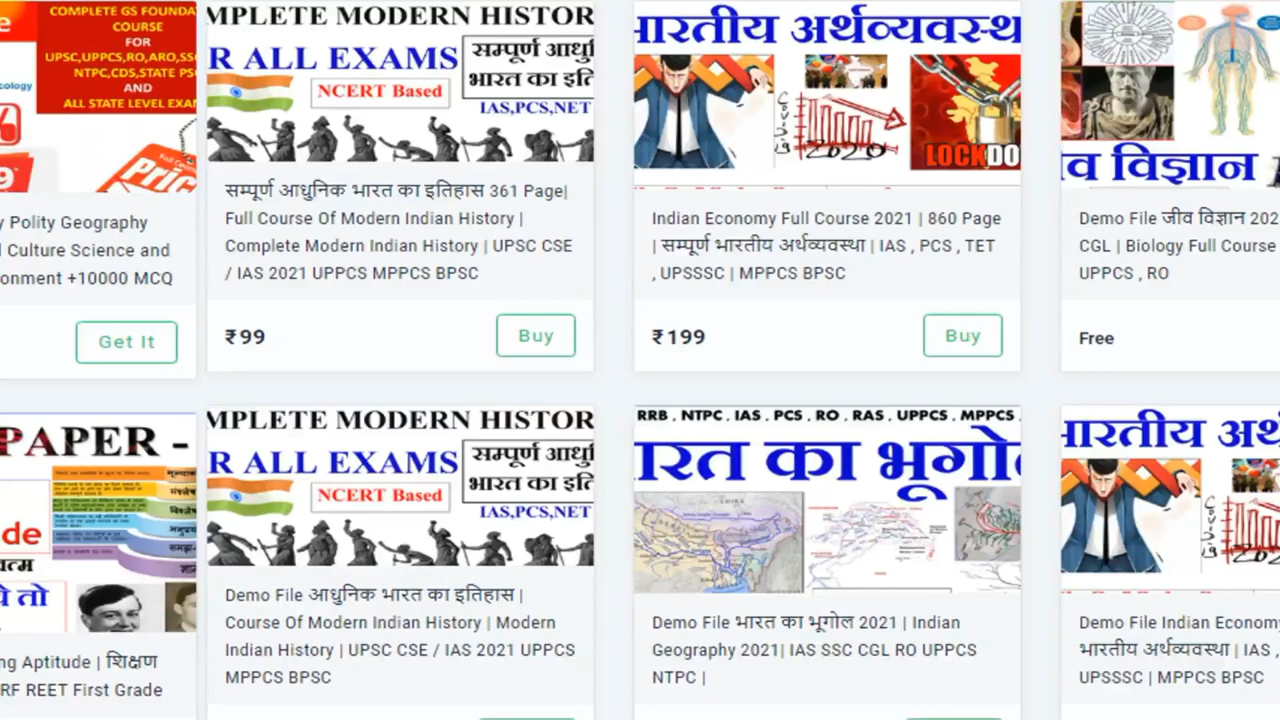 COMPLETE GS FOUNDA
COURSE
FOR
UPSC,UPPCS,RO,ARO,SS
NTPC,CDS,STATE PS
AND
ALL STATE LEVEL EXA
cology
Full Cour
Pric
y Polity Geography
Culture Science and
onment +10000 MCQ
Get It
MPLETE MODERN HISTOR
R ALL EXAMS
सम्पूर्ण आधु
भारत का इति
NCERT Based
IAS,PCS,NET
सम्पूर्ण आधुनिक भारत का इतिहास 361 Page|
Full Course Of Modern Indian History |
Complete Modern Indian History | UPSC CSE
/ IAS 2021 UPPCS MPPCS BPSC
₹99
Buy
भारतीय अर्थव्यवस्थ
2020
LOCKDO
Indian Economy Full Course 2021 | 860 Page
| सम्पूर्ण भारतीय अर्थव्यवस्था | IAS , PCS , TET
, UPSSSC | MPPCS BPSC
₹199
Buy
व विज्ञान
Demo File जीव विज्ञान 202
CGL | Biology Full Course
UPPCS , RO
Free
PAPER -
de
त्म
ये तो
ng Aptitude | शिक्षण
RF REET First Grade
MPLETE MODERN HISTOR
R ALL EXAMS
सम्पूर्ण आधु
भारत का इति
NCERT Based
IAS,PCS,NET
Demo File आधुनिक भारत का इतिहास |
Course Of Modern Indian History | Modern
Indian History | UPSC CSE / IAS 2021 UPPCS
MPPCS BPSC
RRB . NTPC . IAS . PCS . RO . RAS . UPPCS . MPPCS .
भारत का भूगो
Demo File भारत का भूगोल 2021 | Indian
Geography 2021| IAS SSC CGL RO UPPCS
NTPC |
भारतीय अर्थ
Demo File Indian Economy
भारतीय अर्थव्यवस्था | IAS ,
UPSSSC | MPPCS BPSC